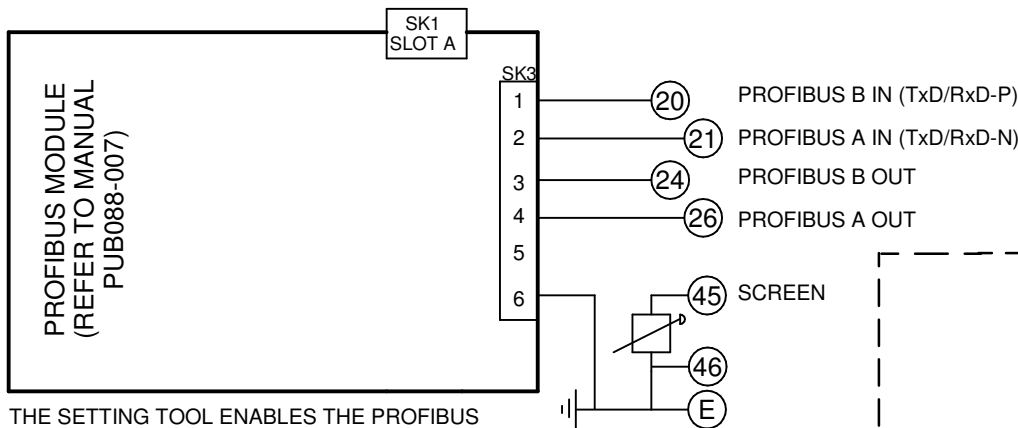 SK1
SLOT A
PROFIBUS MODULE
(REFER TO MANUAL
PUB088-007)
SK3
1
2
3
4
5
6
20
PROFIBUS B IN (TxD/RxD-P)
21
PROFIBUS A IN (TxD/RxD-N)
24
PROFIBUS B OUT
26
PROFIBUS A OUT
45
SCREEN
46
E
THE SETTING TOOL ENABLES THE PROFIBUS